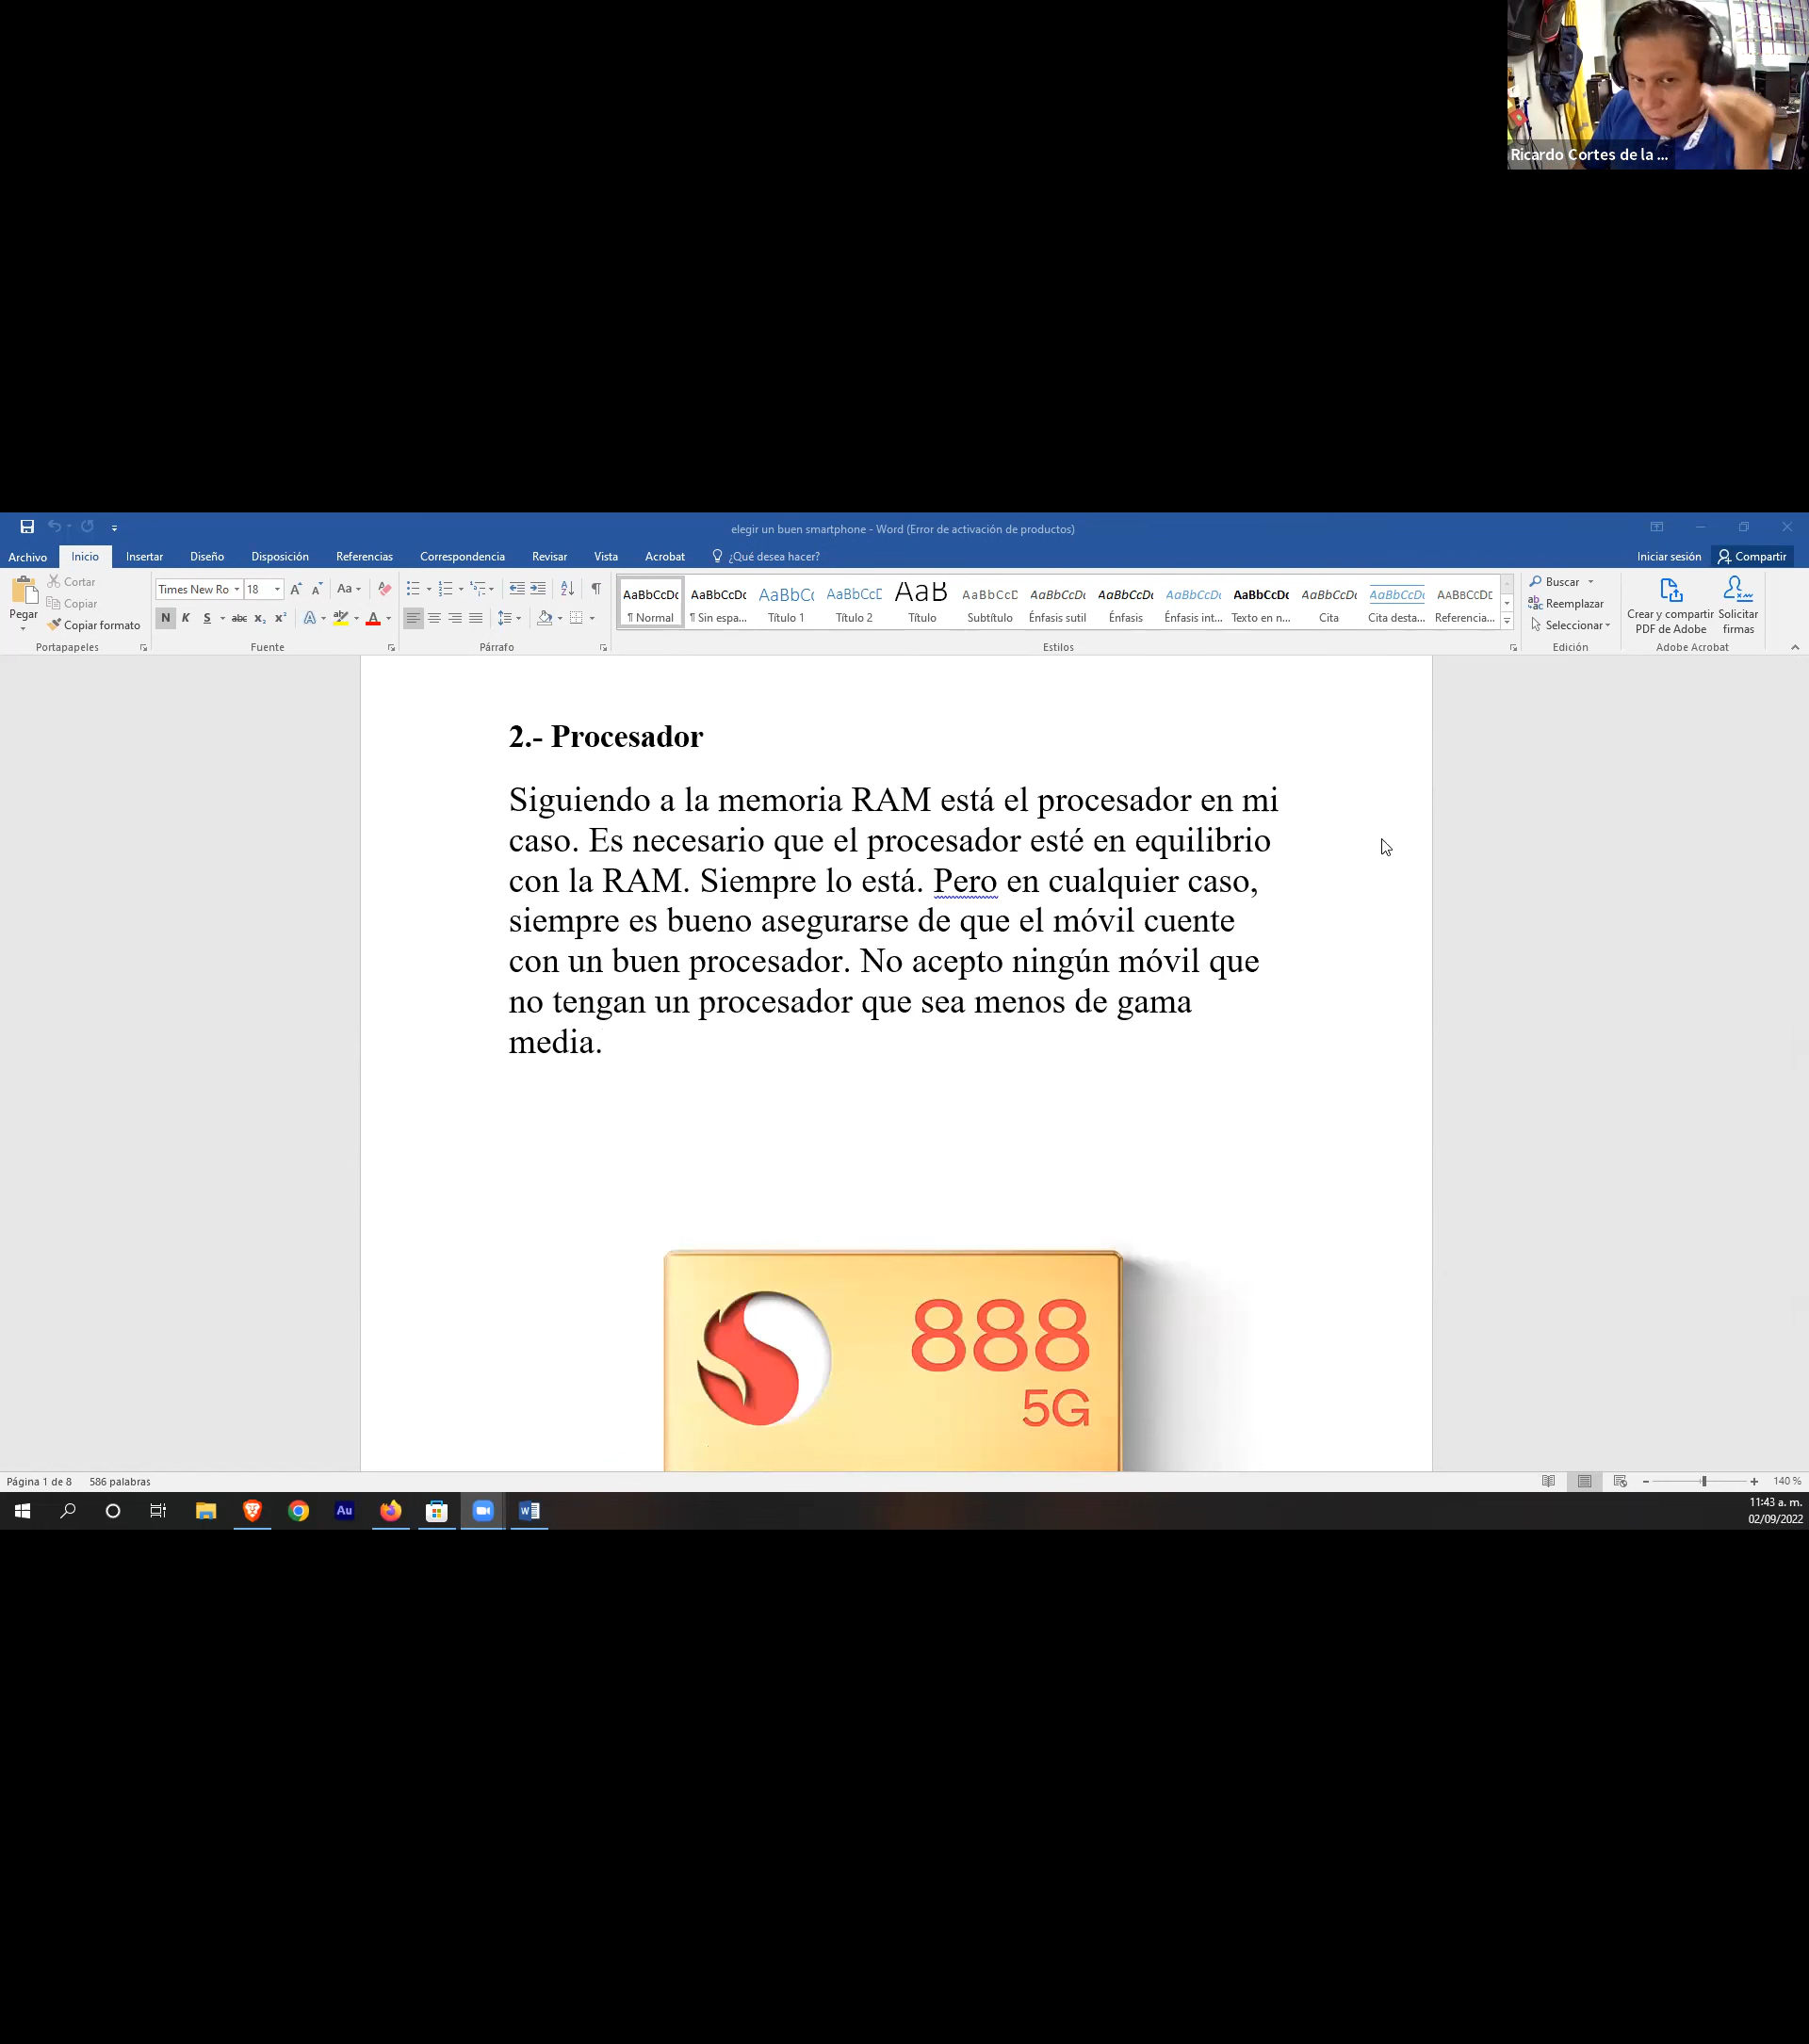 Ricardo Cortes de la ...
elegir un buen smartphone - Word (Error de activación de productos)
Archivo Inicio Insertar Diseño Disposición Referencias Correspondencia Revisar Vista Acrobat ¿Qué desea hacer? Iniciar sesión Compartir
Pegar
Cortar
Copiar
Copiar formato
Portapapeles
Times New Ro 18
N K S abc x₂ x²
Fuente
Párrafo
AaBbCcDc AaBbCcDc AaBbC( AaBbCcE AaB AaBbCcD AaBbCcDc AaBbCcDc AaBbCcDc AaBbCcDc AaBbCcDc AaBbCcDc AABBCCDE
¶ Normal ¶ Sin espa... Título 1 Título 2 Título Subtítulo Énfasis sutil Énfasis Énfasis int... Texto en n... Cita Cita desta... Referencia...
Estilos
Buscar
Reemplazar
Seleccionar
Edición
Crear y compartir PDF de Adobe
Solicitar firmas
Adobe Acrobat
2.- Procesador
Siguiendo a la memoria RAM está el procesador en mi
caso. Es necesario que el procesador esté en equilibrio
con la RAM. Siempre lo está. Pero en cualquier caso,
siempre es bueno asegurarse de que el móvil cuente
con un buen procesador. No acepto ningún móvil que
no tengan un procesador que sea menos de gama
media.
888
5G
Página 1 de 8 586 palabras
140 %
Au
11:43 a. m.
02/09/2022